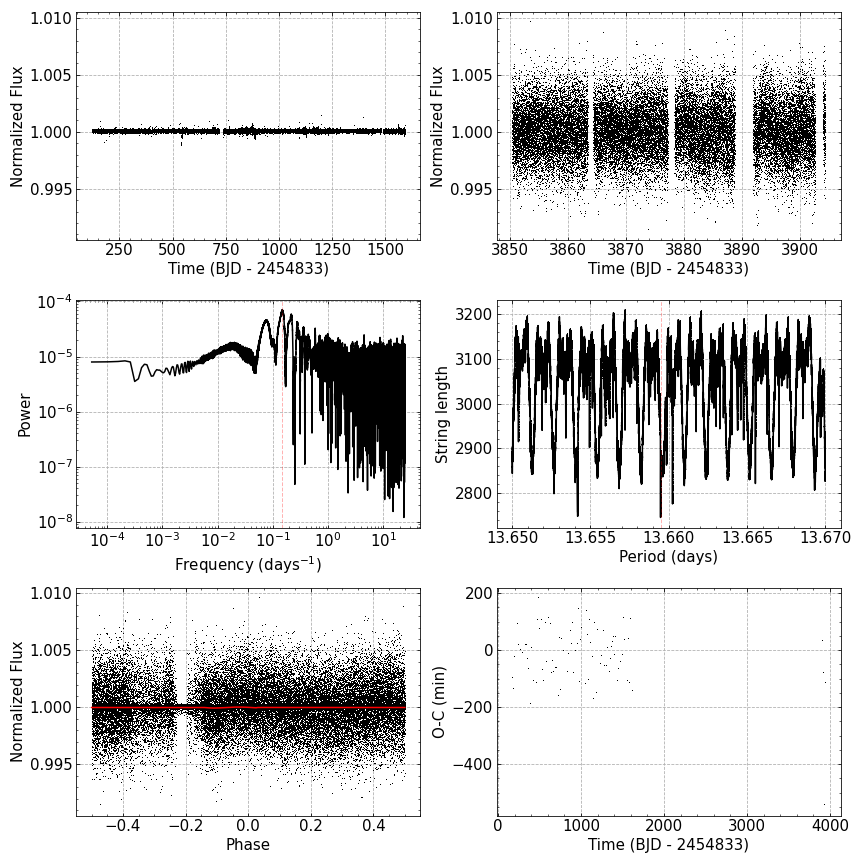 1.010
1.005
1.000
0.995
Normalized Flux
250 500 750 1000 1250 1500
Time (BJD - 2454833)
1.010
1.005
1.000
0.995
Normalized Flux
3850 3860 3870 3880 3890 3900
Time (BJD - 2454833)
10⁻⁴
10⁻⁵
10⁻⁶
10⁻⁷
10⁻⁸
Power
10⁻⁴ 10⁻³ 10⁻² 10⁻¹ 10⁰ 10¹
Frequency (days⁻¹)
3200
3100
3000
2900
2800
String length
13.650 13.655 13.660 13.665 13.670
Period (days)
1.010
1.005
1.000
0.995
Normalized Flux
−0.4 −0.2 0.0 0.2 0.4
Phase
200
0
−200
−400
O-C (min)
0 1000 2000 3000 4000
Time (BJD - 2454833)